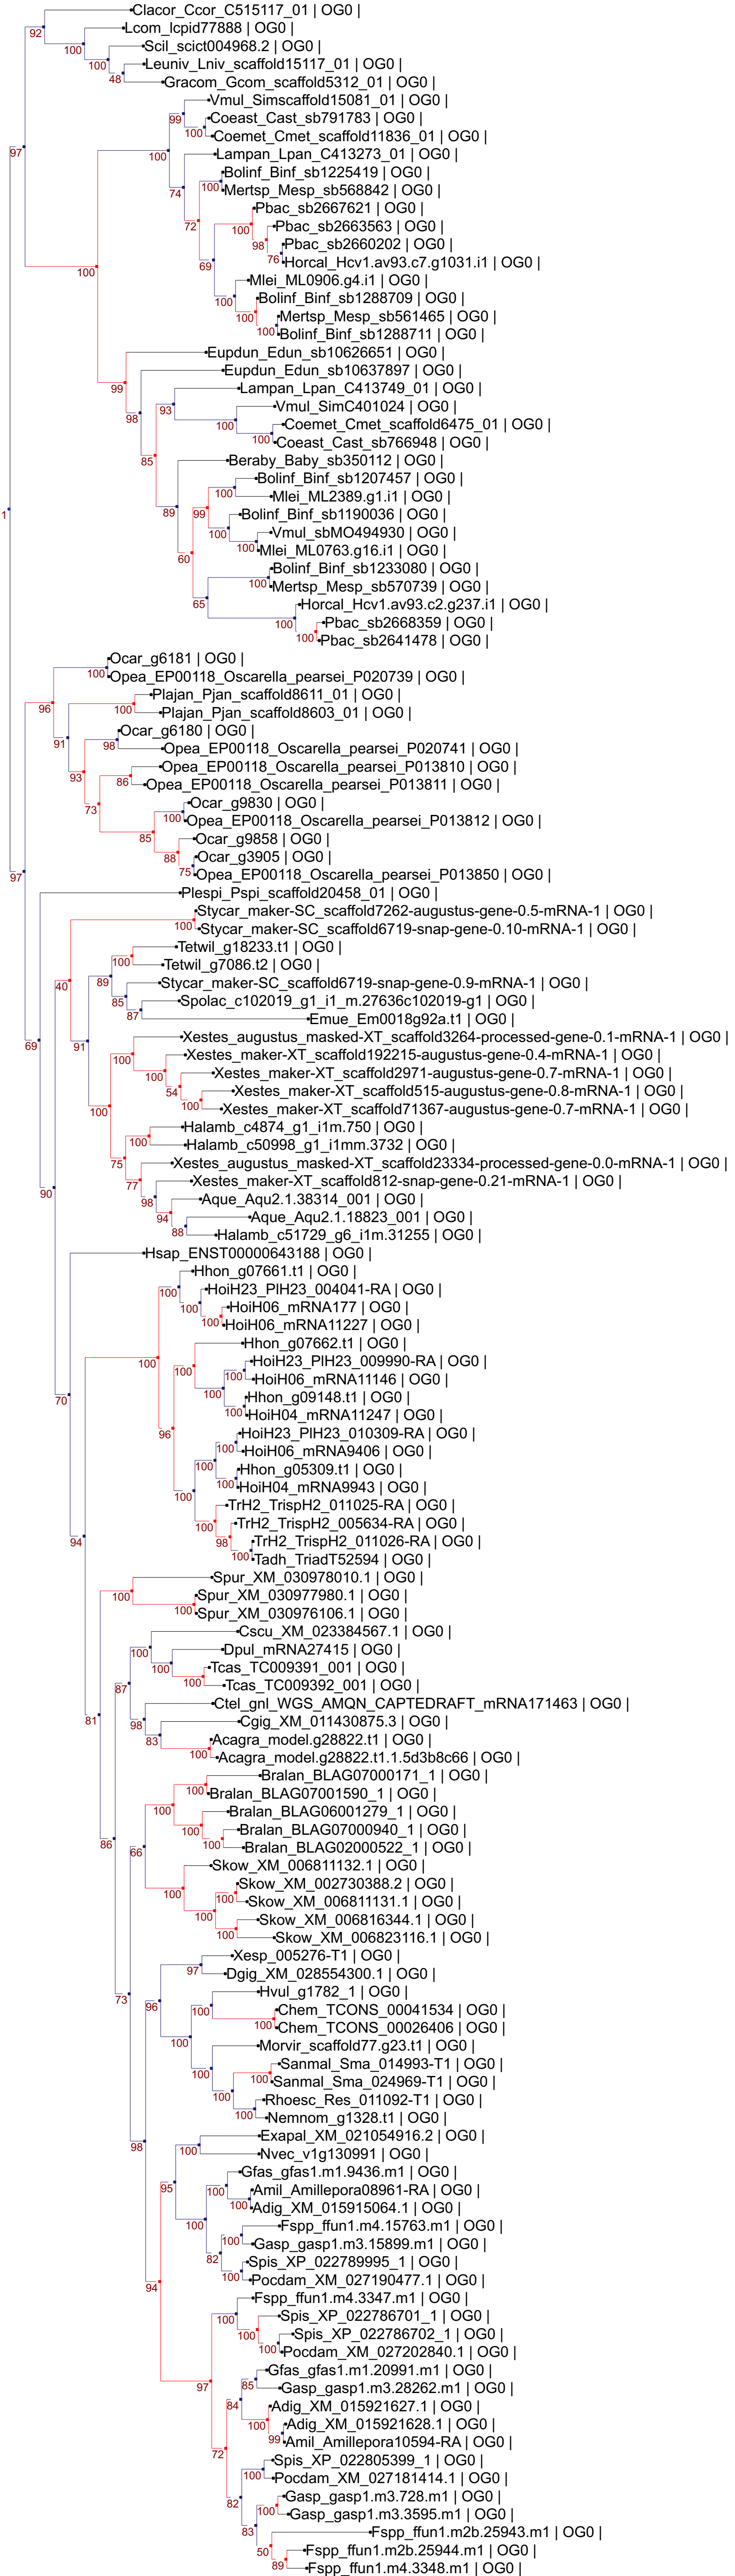 Clacor_Ccor_C515117_01 | OG0 |
92
Lcom_lcpid77888 | OG0 |
100
Scil_scict004968.2 | OG0 |
100
Leuniv_Lniv_scaffold15117_01 | OG0 |
48
Gracom_Gcom_scaffold5312_01 | OG0 |
Vmul_Simscaffold15081_01 | OG0 |
99
Coeast_Cast_sb791783 | OG0 |
100
Coemet_Cmet_scaffold11836_01 | OG0 |
97
100
Lampan_Lpan_C413273_01 | OG0 |
Bolinf_Binf_sb1225419 | OG0 |
74
100
Mertsp_Mesp_sb568842 | OG0 |
Pbac_sb2667621 | OG0 |
72
100
Pbac_sb2663563 | OG0 |
98
Pbac_sb2660202 | OG0 |
69
76
Horcal_Hcv1.av93.c7.g1031.i1 | OG0 |
100
Mlei_ML0906.g4.i1 | OG0 |
100
Bolinf_Binf_sb1288709 | OG0 |
100
Mertsp_Mesp_sb561465 | OG0 |
100
Bolinf_Binf_sb1288711 | OG0 |
Eupdun_Edun_sb10626651 | OG0 |
Eupdun_Edun_sb10637897 | OG0 |
99
Lampan_Lpan_C413749_01 | OG0 |
93
Vmul_SimC401024 | OG0 |
98
100
Coemet_Cmet_scaffold6475_01 | OG0 |
100
Coeast_Cast_sb766948 | OG0 |
85
Beraby_Baby_sb350112 | OG0 |
Bolinf_Binf_sb1207457 | OG0 |
100
Mlei_ML2389.g1.i1 | OG0 |
89
99
Bolinf_Binf_sb1190036 | OG0 |
1
100
Vmul_sbMO494930 | OG0 |
100
Mlei_ML0763.g16.i1 | OG0 |
60
Bolinf_Binf_sb1233080 | OG0 |
100
Mertsp_Mesp_sb570739 | OG0 |
65
Horcal_Hcv1.av93.c2.g237.i1 | OG0 |
Pbac_sb2668359 | OG0 |
100
Pbac_sb2641478 | OG0 |
Ocar_g6181 | OG0 |
100
Opea_EP00118_Oscarella_pearsei_P020739 | OG0 |
Plajan_Pjan_scaffold8611_01 | OG0 |
96
100
Plajan_Pjan_scaffold8603_01 | OG0 |
Ocar_g6180 | OG0 |
91
98
Opea_EP00118_Oscarella_pearsei_P020741 | OG0 |
Opea_EP00118_Oscarella_pearsei_P013810 | OG0 |
93
86
Opea_EP00118_Oscarella_pearsei_P013811 | OG0 |
Ocar_g9830 | OG0 |
73
100
Opea_EP00118_Oscarella_pearsei_P013812 | OG0 |
85
Ocar_g9858 | OG0 |
88
Ocar_g3905 | OG0 |
97
75
Opea_EP00118_Oscarella_pearsei_P013850 | OG0 |
Plespi_Pspi_scaffold20458_01 | OG0 |
Stycar_maker-SC_scaffold7262-augustus-gene-0.5-mRNA-1 | OG0 |
100
Stycar_maker-SC_scaffold6719-snap-gene-0.10-mRNA-1 | OG0 |
Tetwil_g18233.t1 | OG0 |
100
Tetwil_g7086.t2 | OG0 |
40
89
Stycar_maker-SC_scaffold6719-snap-gene-0.9-mRNA-1 | OG0 |
85
Spolac_c102019_g1_i1_m.27636c102019-g1 | OG0 |
87
Emue_Em0018g92a.t1 | OG0 |
69
91
Xestes_augustus_masked-XT_scaffold3264-processed-gene-0.1-mRNA-1 | OG0 |
Xestes_maker-XT_scaffold192215-augustus-gene-0.4-mRNA-1 | OG0 |
100
Xestes_maker-XT_scaffold2971-augustus-gene-0.7-mRNA-1 | OG0 |
54
Xestes_maker-XT_scaffold515-augustus-gene-0.8-mRNA-1 | OG0 |
100
100
100
Xestes_maker-XT_scaffold71367-augustus-gene-0.7-mRNA-1 | OG0 |
Halamb_c4874_g1_i1m.750 | OG0 |
100
Halamb_c50998_g1_i1mm.3732 | OG0 |
75
Xestes_augustus_masked-XT_scaffold23334-processed-gene-0.0-mRNA-1 | OG0 |
77
Xestes_maker-XT_scaffold812-snap-gene-0.21-mRNA-1 | OG0 |
90
98
Aque_Aqu2.1.38314_001 | OG0 |
94
Aque_Aqu2.1.18823_001 | OG0 |
88
Halamb_c51729_g6_i1m.31255 | OG0 |
Hsap_ENST00000643188 | OG0 |
Hhon_g07661.t1 | OG0 |
100
HoiH23_PlH23_004041-RA | OG0 |
100
HoiH06_mRNA177 | OG0 |
100
HoiH06_mRNA11227 | OG0 |
100
Hhon_g07662.t1 | OG0 |
HoiH23_PlH23_009990-RA | OG0 |
100
HoiH06_mRNA11146 | OG0 |
70
100
Hhon_g09148.t1 | OG0 |
100
HoiH04_mRNA11247 | OG0 |
96
HoiH23_PlH23_010309-RA | OG0 |
100
HoiH06_mRNA9406 | OG0 |
100
Hhon_g05309.t1 | OG0 |
100
HoiH04_mRNA9943 | OG0 |
100
TrH2_TrispH2_011025-RA | OG0 |
100
TrH2_TrispH2_005634-RA | OG0 |
94
98
TrH2_TrispH2_011026-RA | OG0 |
100
Tadh_TriadT52594 | OG0 |
Spur_XM_030978010.1 | OG0 |
100
Spur_XM_030977980.1 | OG0 |
100
Spur_XM_030976106.1 | OG0 |
Cscu_XM_023384567.1 | OG0 |
100
Dpul_mRNA27415 | OG0 |
100
Tcas_TC009391_001 | OG0 |
87
100
Tcas_TC009392_001 | OG0 |
Ctel_gnl_WGS_AMQN_CAPTEDRAFT_mRNA171463 | OG0 |
81
98
Cgig_XM_011430875.3 | OG0 |
83
Acagra_model.g28822.t1 | OG0 |
100
Acagra_model.g28822.t1.1.5d3b8c66 | OG0 |
Bralan_BLAG07000171_1 | OG0 |
100
Bralan_BLAG07001590_1 | OG0 |
100
Bralan_BLAG06001279_1 | OG0 |
86
100
Bralan_BLAG07000940_1 | OG0 |
66
100
Bralan_BLAG02000522_1 | OG0 |
Skow_XM_006811132.1 | OG0 |
100
Skow_XM_002730388.2 | OG0 |
100
Skow_XM_006811131.1 | OG0 |
100
Skow_XM_006816344.1 | OG0 |
100
Skow_XM_006823116.1 | OG0 |
Xesp_005276-T1 | OG0 |
97
Dgig_XM_028554300.1 | OG0 |
73
Hvul_g1782_1 | OG0 |
96
100
Chem_TCONS_00041534 | OG0 |
100
Chem_TCONS_00026406 | OG0 |
100
Morvir_scaffold77.g23.t1 | OG0 |
Sanmal_Sma_014993-T1 | OG0 |
100
100
Sanmal_Sma_024969-T1 | OG0 |
100
Rhoesc_Res_011092-T1 | OG0 |
100
Nemnom_g1328.t1 | OG0 |
Exapal_XM_021054916.2 | OG0 |
98
100
Nvec_v1g130991 | OG0 |
Gfas_gfas1.m1.9436.m1 | OG0 |
95
100
Amil_Amillepora08961-RA | OG0 |
100
Adig_XM_015915064.1 | OG0 |
100
Fspp_ffun1.m4.15763.m1 | OG0 |
100
Gasp_gasp1.m3.15899.m1 | OG0 |
82
Spis_XP_022789995_1 | OG0 |
100
Pocdam_XM_027190477.1 | OG0 |
94
Fspp_ffun1.m4.3347.m1 | OG0 |
100
Spis_XP_022786701_1 | OG0 |
100
Spis_XP_022786702_1 | OG0 |
100
Pocdam_XM_027202840.1 | OG0 |
Gfas_gfas1.m1.20991.m1 | OG0 |
97
85
Gasp_gasp1.m3.28262.m1 | OG0 |
84
Adig_XM_015921627.1 | OG0 |
100
Adig_XM_015921628.1 | OG0 |
99
Amil_Amillepora10594-RA | OG0 |
72
Spis_XP_022805399_1 | OG0 |
100
Pocdam_XM_027181414.1 | OG0 |
82
Gasp_gasp1.m3.728.m1 | OG0 |
100
Gasp_gasp1.m3.3595.m1 | OG0 |
83
Fspp_ffun1.m2b.25943.m1 | OG0 |
50
Fspp_ffun1.m2b.25944.m1 | OG0 |
89
Fspp_ffun1.m4.3348.m1 | OG0 |